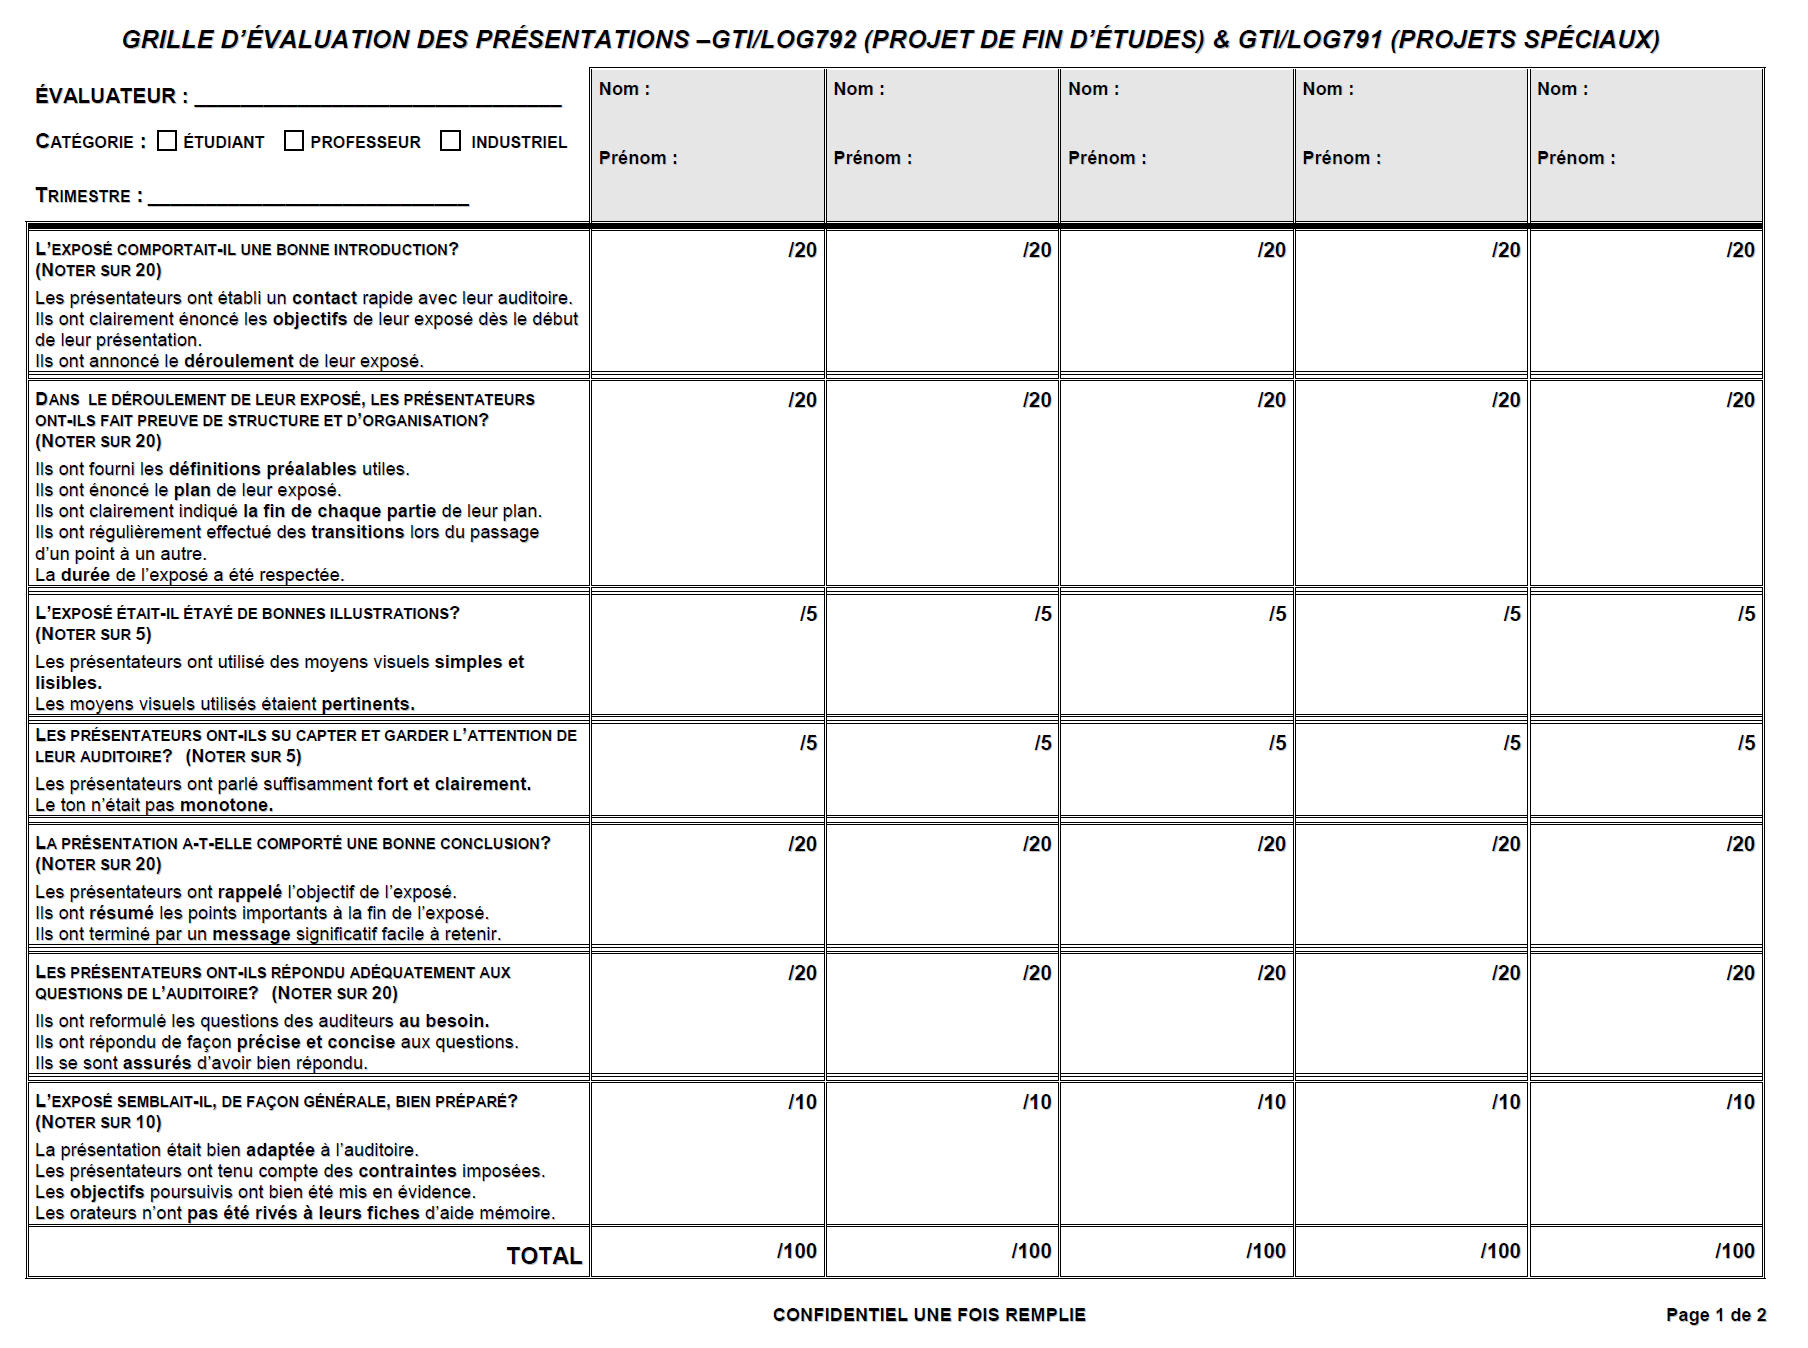 GRILLE D’ÉVALUATION DES PRÉSENTATIONS –GTI/LOG792 (PROJET DE FIN D’ÉTUDES) & GTI/LOG791 (PROJETS SPÉCIAUX)
ÉVALUATEUR : ________________________________
CATÉGORIE : ☐ ÉTUDIANT ☐ PROFESSEUR ☐ INDUSTRIEL
TRIMESTRE : ____________________________
Nom : Nom : Nom : Nom : Nom :
Prénom : Prénom : Prénom : Prénom : Prénom :
L’EXPOSÉ COMPORTAIT-IL UNE BONNE INTRODUCTION? /20 /20 /20 /20 /20
(NOTER SUR 20)
Les présentateurs ont établi un contact rapide avec leur auditoire.
Ils ont clairement énoncé les objectifs de leur exposé dès le début
de leur présentation.
Ils ont annoncé le déroulement de leur exposé.
DANS LE DÉROULEMENT DE LEUR EXPOSÉ, LES PRÉSENTATEURS /20 /20 /20 /20 /20
ONT-ILS FAIT PREUVE DE STRUCTURE ET D’ORGANISATION?
(NOTER SUR 20)
Ils ont fourni les définitions préalables utiles.
Ils ont énoncé le plan de leur exposé.
Ils ont clairement indiqué la fin de chaque partie de leur plan.
Ils ont régulièrement effectué des transitions lors du passage
d’un point à un autre.
La durée de l’exposé a été respectée.
L’EXPOSÉ ÉTAIT-IL ÉTAYÉ DE BONNES ILLUSTRATIONS? /5 /5 /5 /5 /5
(NOTER SUR 5)
Les présentateurs ont utilisé des moyens visuels simples et
lisibles.
Les moyens visuels utilisés étaient pertinents.
LES PRÉSENTATEURS ONT-ILS SU CAPTER ET GARDER L’ATTENTION DE /5 /5 /5 /5 /5
LEUR AUDITOIRE? (NOTER SUR 5)
Les présentateurs ont parlé suffisamment fort et clairement.
Le ton n’était pas monotone.
LA PRÉSENTATION A-T-ELLE COMPORTÉ UNE BONNE CONCLUSION? /20 /20 /20 /20 /20
(NOTER SUR 20)
Les présentateurs ont rappelé l’objectif de l’exposé.
Ils ont résumé les points importants à la fin de l’exposé.
Ils ont terminé par un message significatif facile à retenir.
LES PRÉSENTATEURS ONT-ILS RÉPONDU ADÉQUATEMENT AUX /20 /20 /20 /20 /20
QUESTIONS DE L’AUDITOIRE? (NOTER SUR 20)
Ils ont reformulé les questions des auditeurs au besoin.
Ils ont répondu de façon précise et concise aux questions.
Ils se sont assurés d’avoir bien répondu.
L’EXPOSÉ SEMBLAIT-IL, DE FAÇON GÉNÉRALE, BIEN PRÉPARÉ? /10 /10 /10 /10 /10
(NOTER SUR 10)
La présentation était bien adaptée à l’auditoire.
Les présentateurs ont tenu compte des contraintes imposées.
Les objectifs poursuivis ont bien été mis en évidence.
Les orateurs n’ont pas été rivés à leurs fiches d’aide mémoire.
TOTAL /100 /100 /100 /100 /100
CONFIDENTIEL UNE FOIS REMPLIE Page 1 de 2